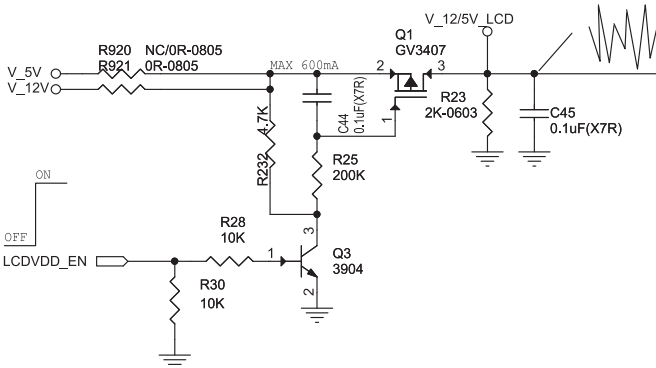 V_12/5V_LCD
Q1
GV3407
R920 NC/0R-0805
R921 0R-0805
MAX 600mA
2
3
V_5V
V_12V
R23
2K-0603
C44
0.1uF(X7R)
1
C45
0.1uF(X7R)
R232 4.7K
R25
200K
ON
OFF
R28
10K
3
LCDVDD_EN
1
Q3
3904
R30
10K
2